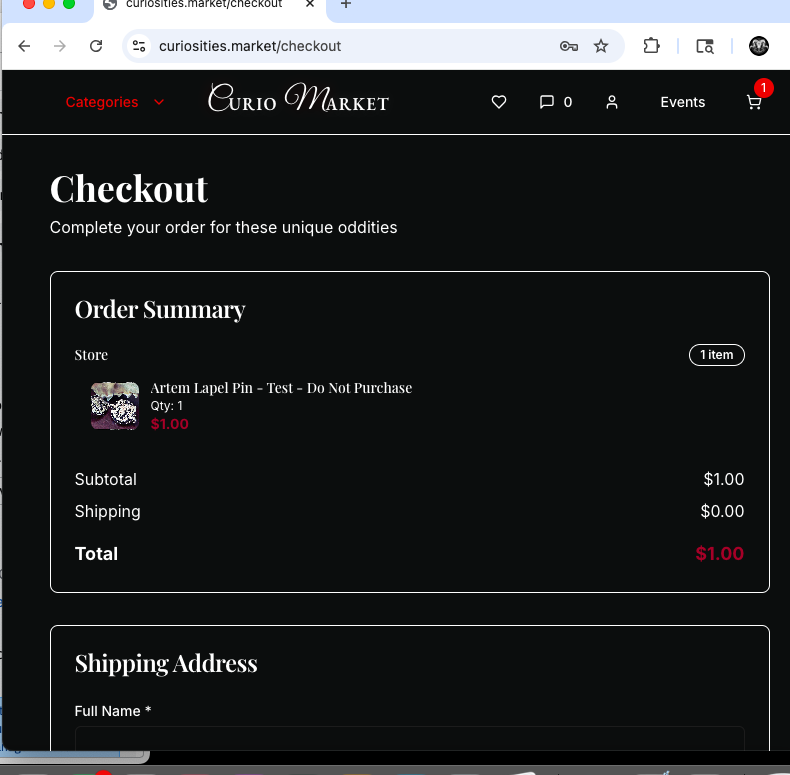 curiosities.market/checkout
curiosities.market/checkout
Categories
Curio Market
0
Events
1
Checkout
Complete your order for these unique oddities
Order Summary
Store
1 item
Artem Lapel Pin - Test - Do Not Purchase
Qty: 1
$1.00
Subtotal
$1.00
Shipping
$0.00
Total
$1.00
Shipping Address
Full Name *